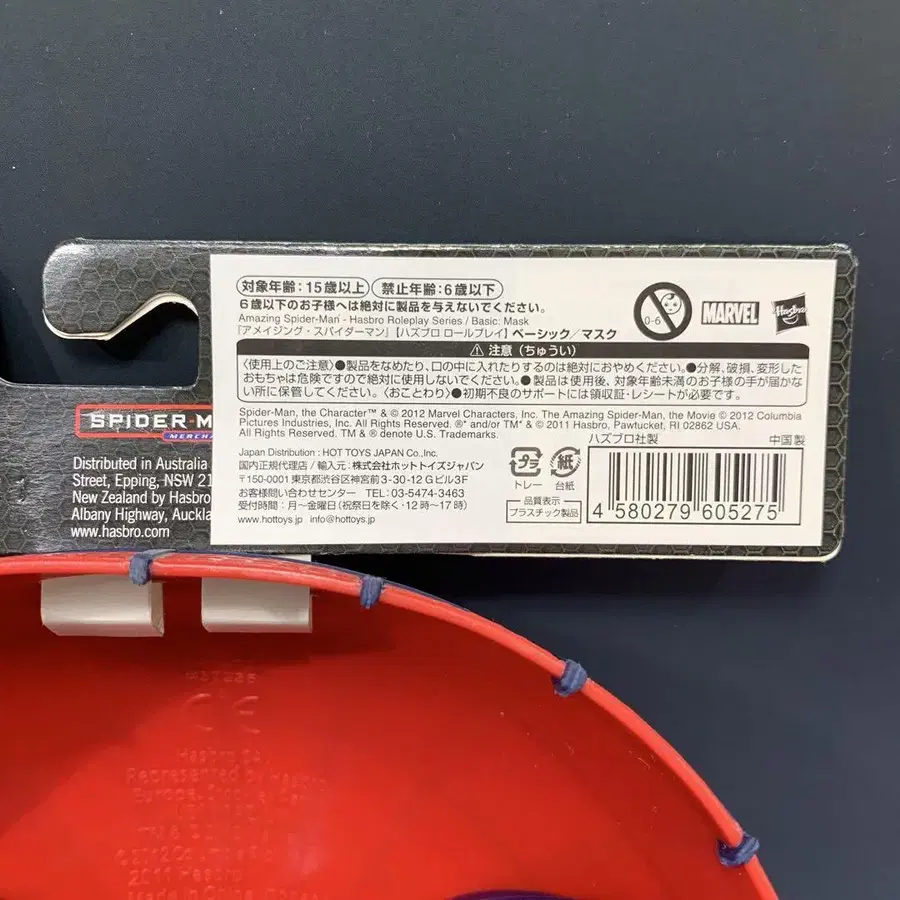 対象年齢:15歳以上 禁止年齢:6歳以下
6歳以下のお子様へは絶対に製品を与えないでください。
Amazing Spider-Man - Hasbro Roleplay Series / Basic: Mask
「アメイジング・スパイダーマン」【ハズブロ ロールプレイ】ベーシック/マスク
0-6
MARVEL
Hasbro
注意(ちゅうい)
〈使用上のご注意〉●製品をなめたり、口の中に入れたりするのは絶対におやめください。●分解、破損、変形した
おもちゃは危険ですので絶対に使用しないでください。●製品は使用後、対象年齢未満のお子様の手が届かな
い所に保管してください。〈おことわり〉●初期不良のサポートには領収証・レシートが必要です。
Spider-Man, the Character™ & © 2012 Marvel Characters, Inc. The Amazing Spider-Man, the Movie © 2012 Columbia
Pictures Industries, Inc. All Rights Reserved. ®* and/or TM* & © 2011 Hasbro, Pawtucket, RI 02862 USA.
All Rights Reserved. TM & ® denote U.S. Trademarks.
Japan Distribution : HOT TOYS JAPAN Co.,Inc.
国内正規代理店 / 輸入元:株式会社ホットトイズジャパン
〒150-0001 東京都渋谷区神宮前3-30-12 Gビル3F
お客様問い合わせセンター TEL:03-5474-3463
受付時間:月〜金曜日(祝祭日を除く・12時〜17時)
www.hottoys.jp info@hottoys.jp
プラ
トレー
紙
台紙
品質表示
プラスチック製品
ハズブロ社製 中国製
4 580279 605275
SPIDER-M
MERCHA
Distributed in Australia
Street, Epping, NSW 21
New Zealand by Hasbro
Albany Highway, Auckla
www.hasbro.com
Hasbro
Represented by
Europe,
2011 Hasbro
Made in China